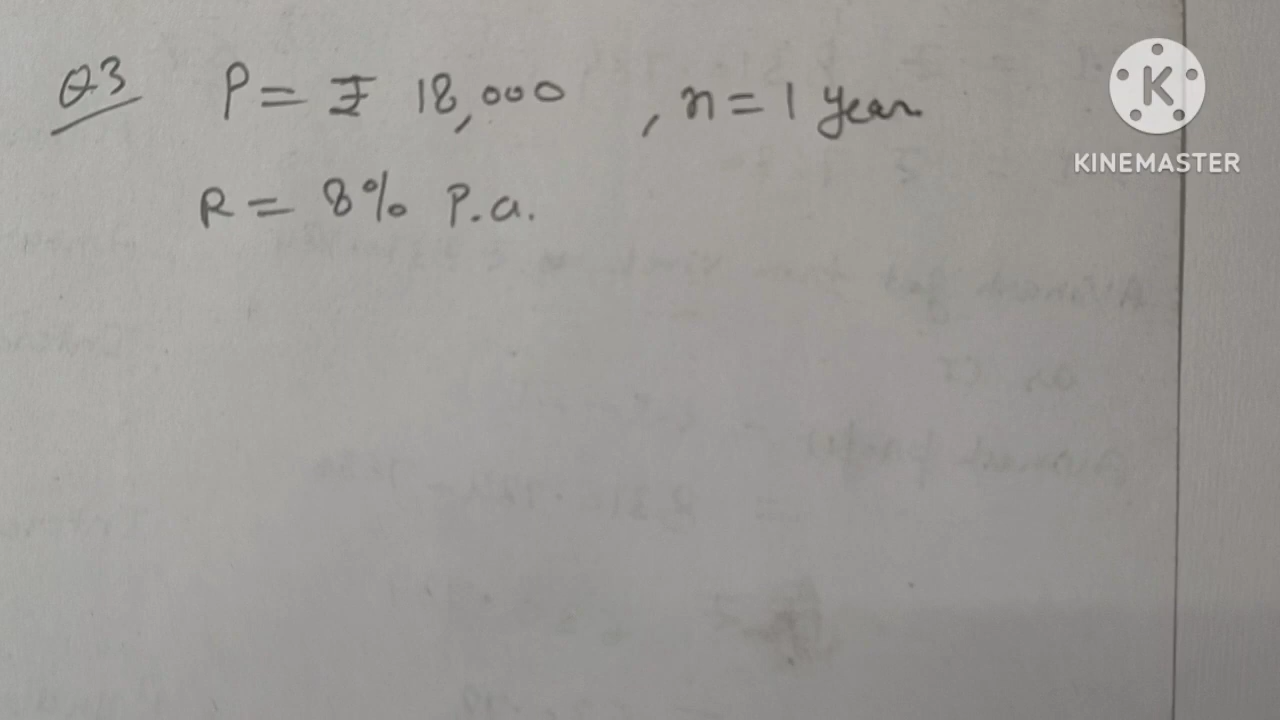 Q3 P = ₹ 18,000 , n = 1 year
R = 8% P.a.
KINEMASTER